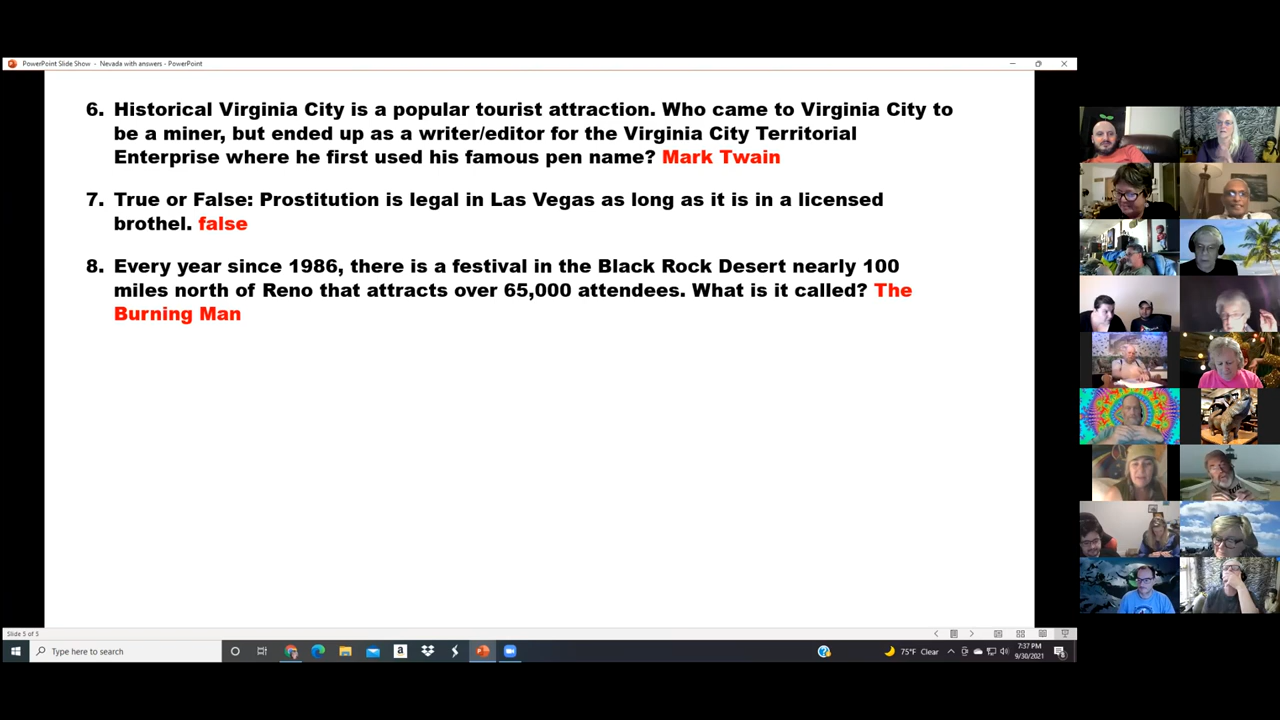 PowerPoint Slide Show - Nevada with answers - PowerPoint
6. Historical Virginia City is a popular tourist attraction. Who came to Virginia City to
be a miner, but ended up as a writer/editor for the Virginia City Territorial
Enterprise where he first used his famous pen name? Mark Twain
7. True or False: Prostitution is legal in Las Vegas as long as it is in a licensed
brothel. false
8. Every year since 1986, there is a festival in the Black Rock Desert nearly 100
miles north of Reno that attracts over 65,000 attendees. What is it called? The
Burning Man
Slide 5 of 5
Type here to search
75°F Clear
7:37 PM
9/30/2021